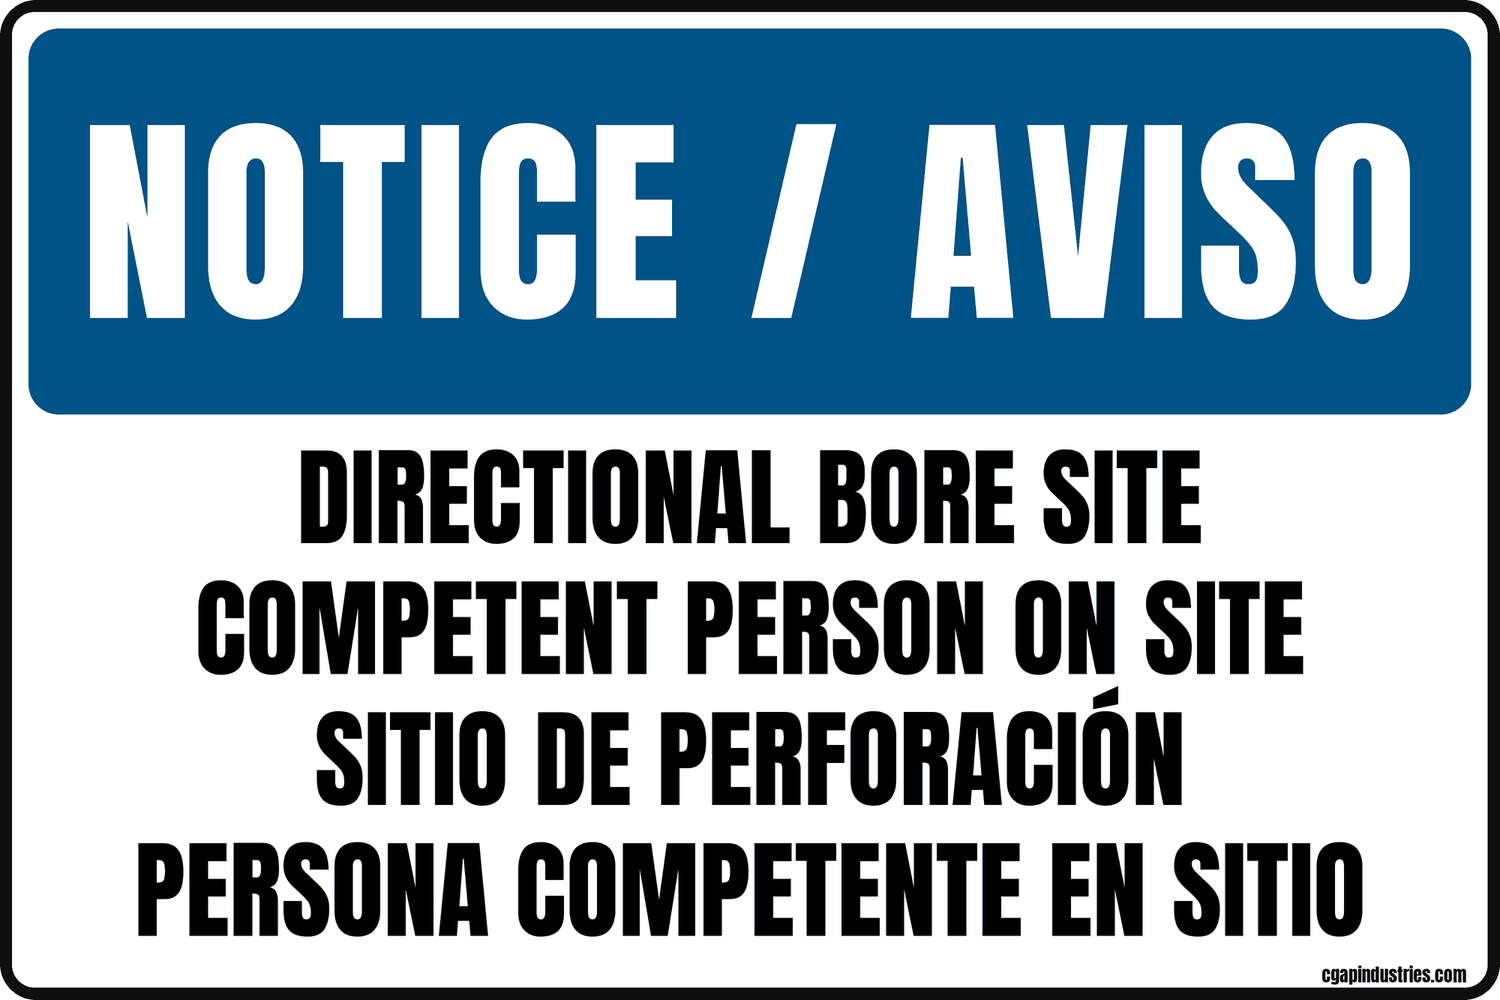 NOTICE / AVISO
DIRECTIONAL BORE SITE
COMPETENT PERSON ON SITE
SITIO DE PERFORACIÓN
PERSONA COMPETENTE EN SITIO
cgapindustries.com